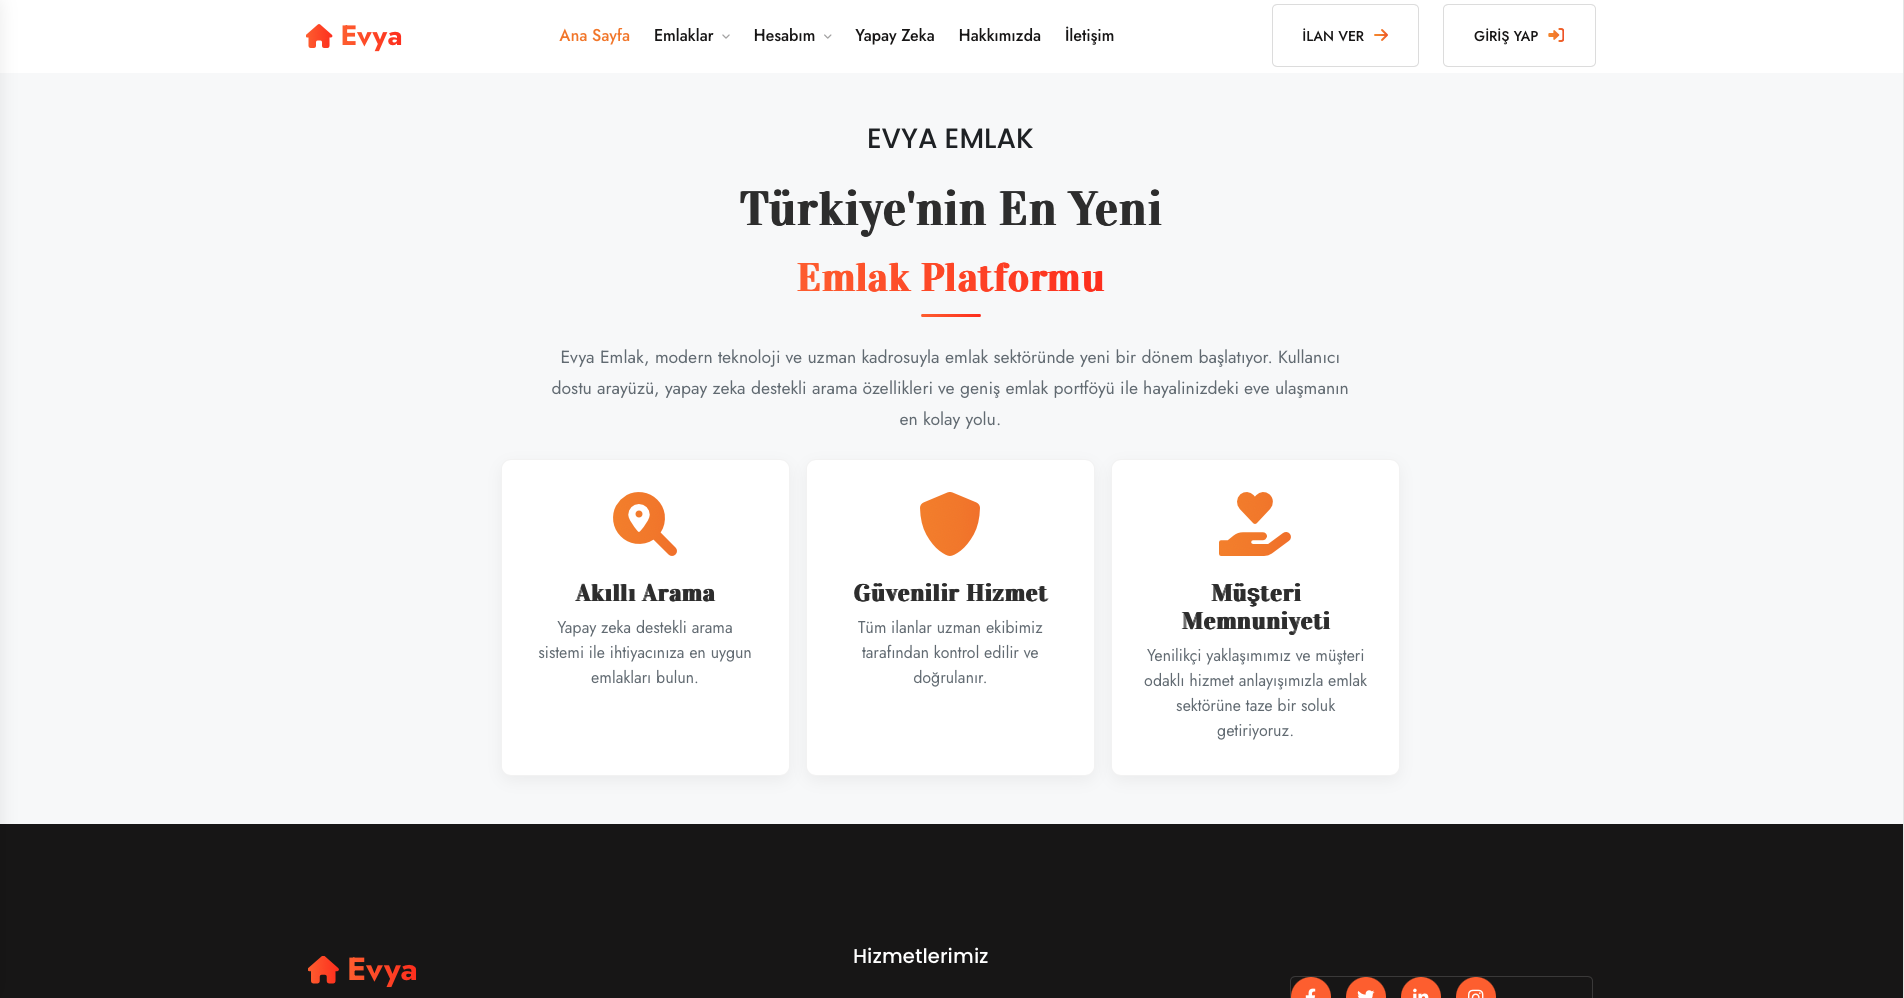 Evya
Ana Sayfa
Emlaklar
Hesabım
Yapay Zeka
Hakkımızda
İletişim
İLAN VER
GİRİŞ YAP
EVYA EMLAK
Türkiye'nin En Yeni
Emlak Platformu
Evya Emlak, modern teknoloji ve uzman kadrosuyla emlak sektöründe yeni bir dönem başlatıyor. Kullanıcı
dostu arayüzü, yapay zeka destekli arama özellikleri ve geniş emlak portföyü ile hayalinizdeki eve ulaşmanın
en kolay yolu.
Akıllı Arama
Yapay zeka destekli arama
sistemi ile ihtiyacınıza en uygun
emlakları bulun.
Güvenilir Hizmet
Tüm ilanlar uzman ekibimiz
tarafından kontrol edilir ve
doğrulanır.
Müşteri
Memnuniyeti
Yenilikçi yaklaşımımız ve müşteri
odaklı hizmet anlayışımızla emlak
sektörüne taze bir soluk
getiriyoruz.
Evya
Hizmetlerimiz